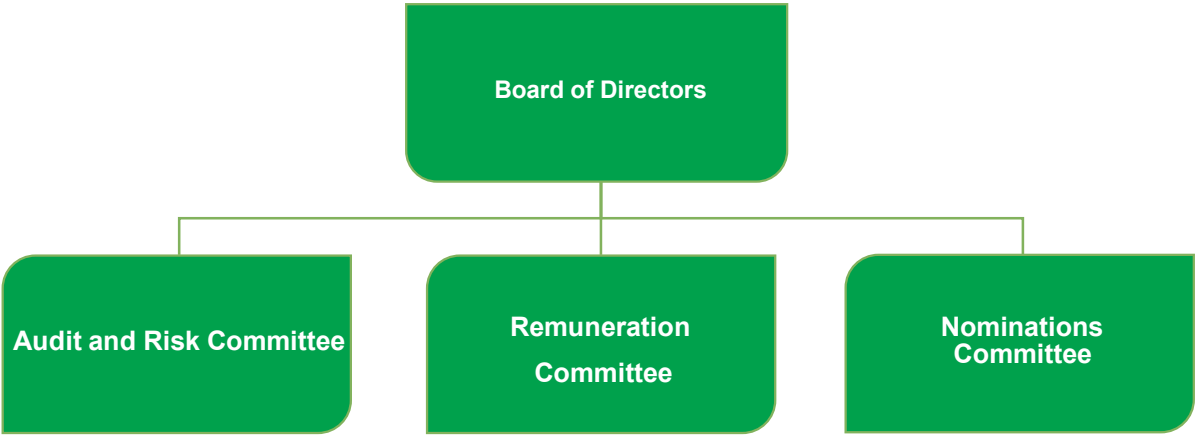 Board of Directors
Audit and Risk Committee
Remuneration
Committee
Nominations
Committee